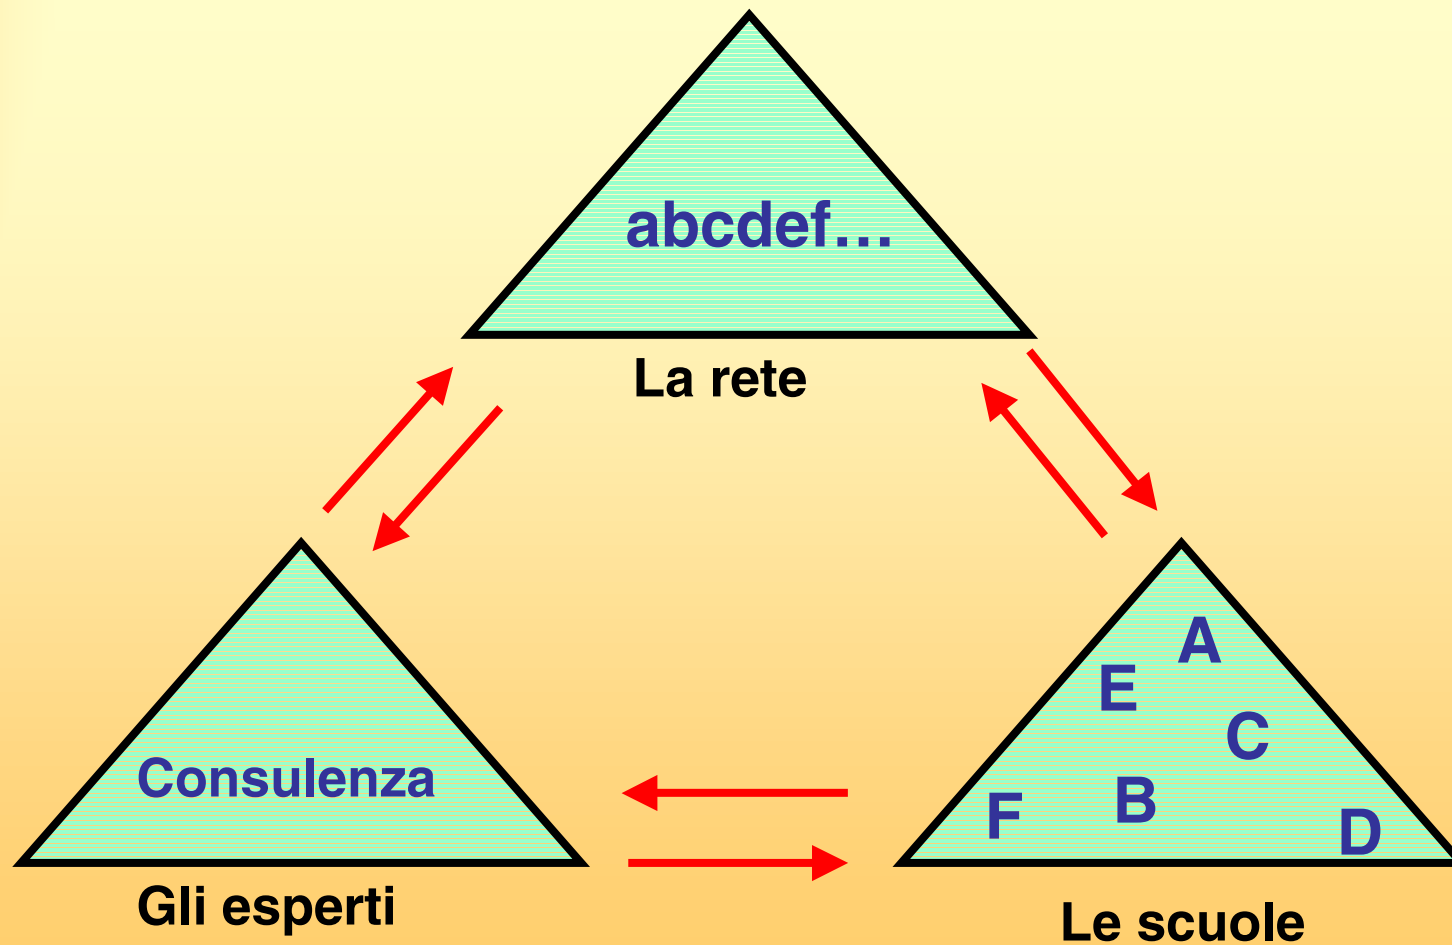 abcdef…
La rete
A
E
C
B
F
D
Consulenza
Gli esperti
Le scuole